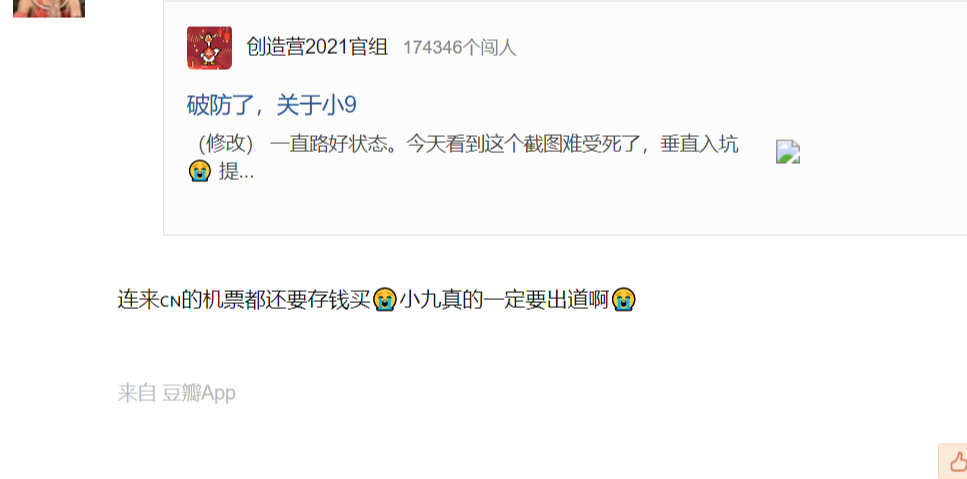 创造营2021官组 174346个闯人
破防了，关于小9
（修改） 一直路好状态。今天看到这个截图难受死了，垂直入坑
😭 提...
连来ᴄɴ的机票都还要存钱买😭小九真的一定要出道啊😭
来自 豆瓣App